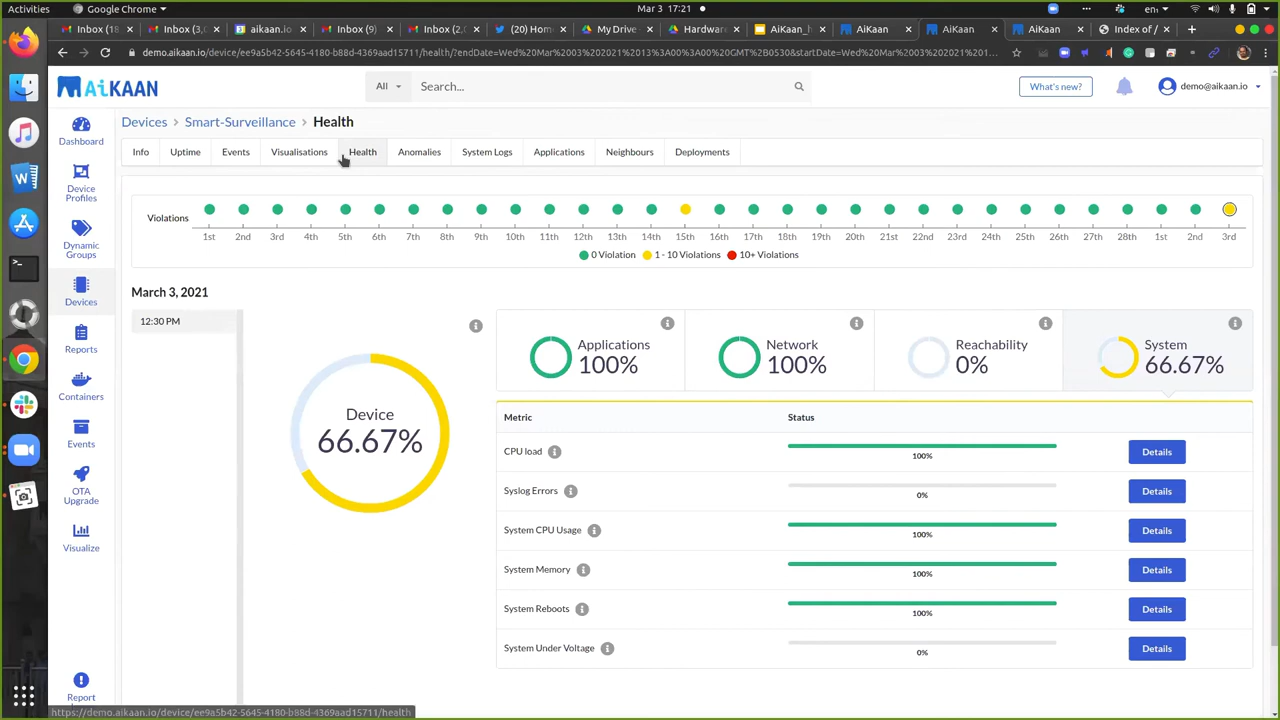 Activities
Google Chrome
Mar 3 17:21
en
Inbox (18
Inbox (3,
aikaan.io
Inbox (9)
Inbox (2,
(20) Hom
My Drive
Hardware
AiKaan_I
AiKaan
AiKaan
AiKaan
Index of /
demo.aikaan.io/device/ee9a5b42-5645-4180-b88d-4369aad15711/health/?endDate=Wed%20Mar%2003%202021%2013%3A00%3A00%20GMT%2B0530&startDate=Wed%20Mar%2003%202021%201...
AiKAAN
All
Search...
What's new?
demo@aikaan.io
Devices > Smart-Surveillance > Health
Info
Uptime
Events
Visualisations
Health
Anomalies
System Logs
Applications
Neighbours
Deployments
Dashboard
Device
Profiles
Dynamic
Groups
Devices
Reports
Containers
Events
OTA
Upgrade
Visualize
Report
Violations
1st 2nd 3rd 4th 5th 6th 7th 8th 9th 10th 11th 12th 13th 14th 15th 16th 17th 18th 19th 20th 21st 22nd 23rd 24th 25th 26th 27th 28th 1st 2nd 3rd
0 Violation 1 - 10 Violations 10+ Violations
March 3, 2021
12:30 PM
Device
66.67%
Applications
100%
Network
100%
Reachability
0%
System
66.67%
Metric Status
CPU load 100% Details
Syslog Errors 0% Details
System CPU Usage 100% Details
System Memory 100% Details
System Reboots 100% Details
System Under Voltage 0% Details
https://demo.aikaan.io/device/ee9a5b42-5645-4180-b88d-4369aad15711/health